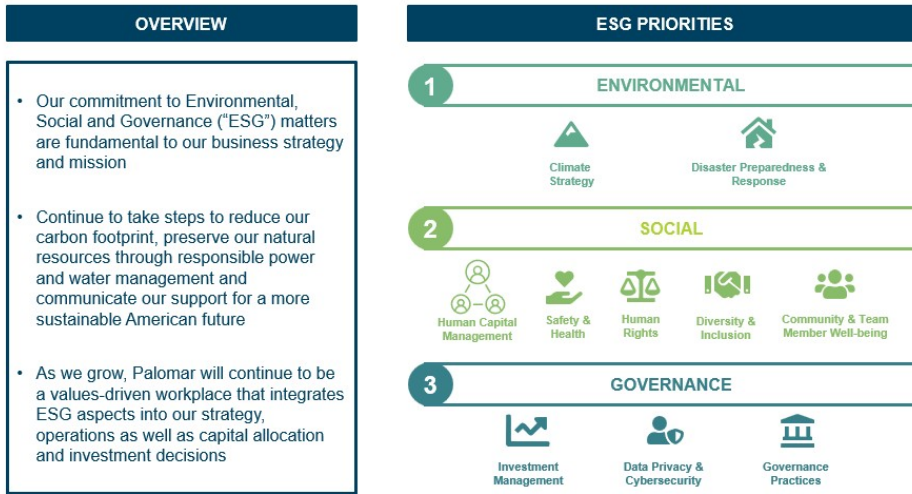 OVERVIEW
• Our commitment to Environmental,
Social and Governance (“ESG”) matters
are fundamental to our business strategy
and mission
• Continue to take steps to reduce our
carbon footprint, preserve our natural
resources through responsible power
and water management and
communicate our support for a more
sustainable American future
• As we grow, Palomar will continue to be
a values-driven workplace that integrates
ESG aspects into our strategy,
operations as well as capital allocation
and investment decisions
ESG PRIORITIES
1 ENVIRONMENTAL
Climate
Strategy
Disaster Preparedness &
Response
2 SOCIAL
Human Capital
Management
Safety &
Health
Human
Rights
Diversity &
Inclusion
Community & Team
Member Well-being
3 GOVERNANCE
Investment
Management
Data Privacy &
Cybersecurity
Governance
Practices